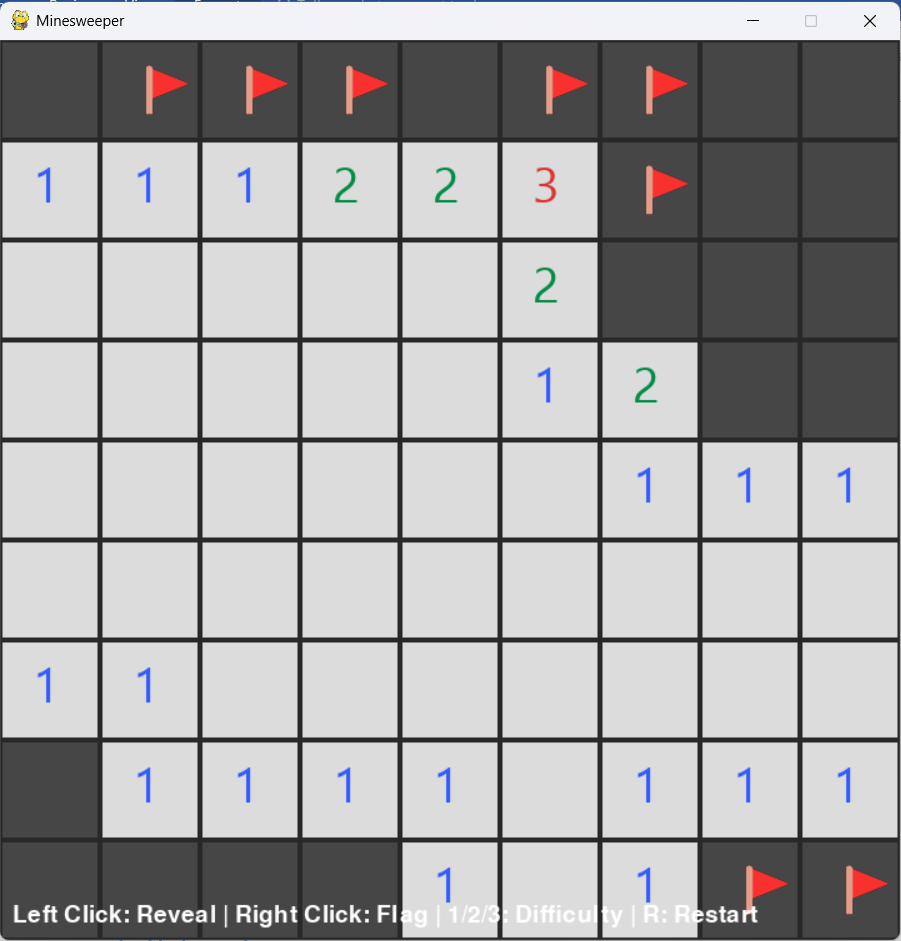 Minesweeper
1 1 1 2 2 3
2
1 2
1 1 1
1 1
1 1 1 1 1 1 1
1 1
Left Click: Reveal | Right Click: Flag | 1/2/3: Difficulty | R: Restart